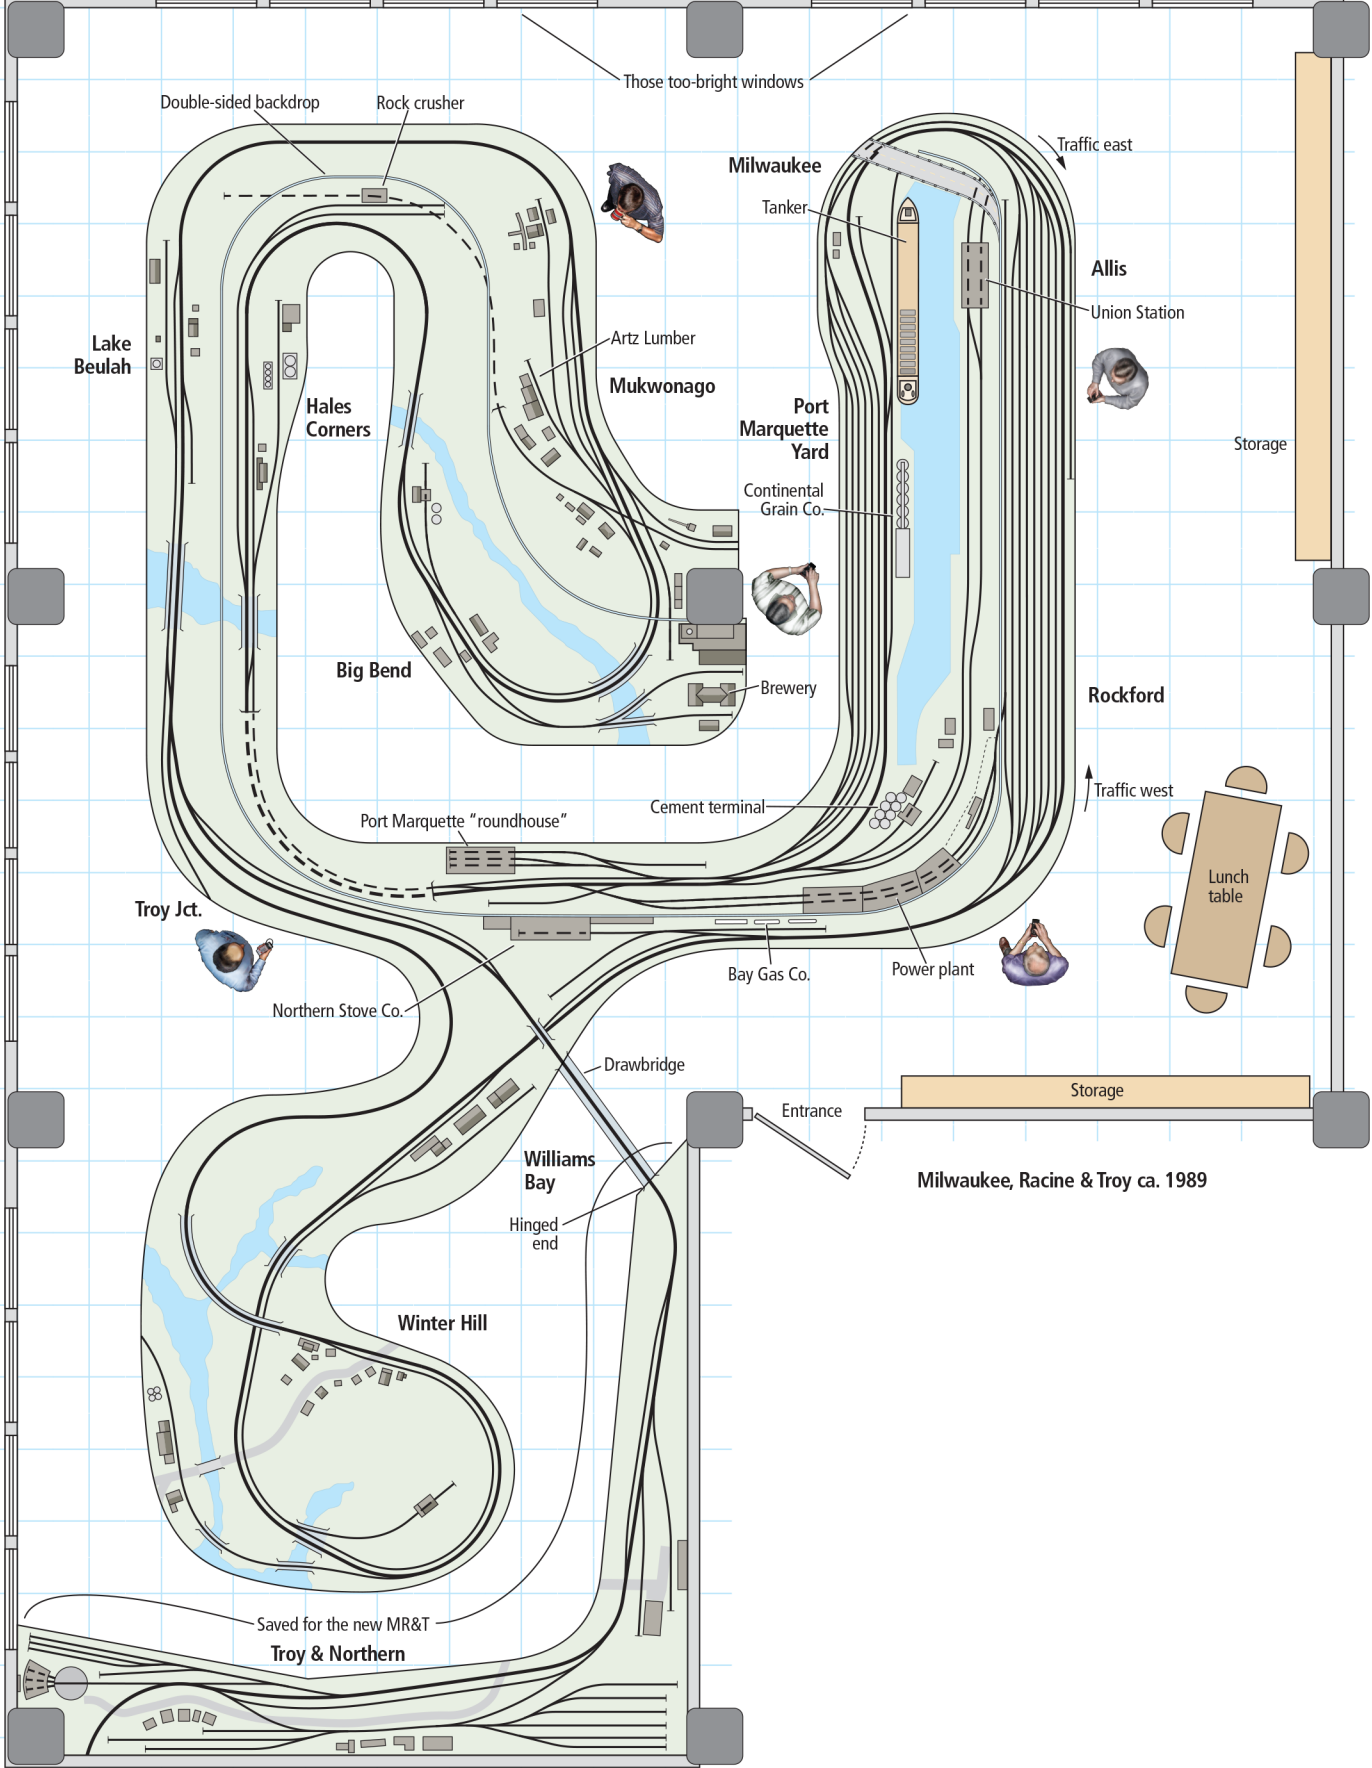 Those too-bright windows
Double-sided backdrop
Rock crusher
Traffic east
Milwaukee
Tanker
Allis
Union Station
Lake
Beulah
Artz Lumber
Mukwonago
Hales
Corners
Port
Marquette
Yard
Storage
Continental
Grain Co.
Big Bend
Brewery
Rockford
Traffic west
Cement terminal
Port Marquette “roundhouse”
Lunch
table
Troy Jct.
Bay Gas Co.
Power plant
Northern Stove Co.
Drawbridge
Storage
Entrance
Williams
Bay
Milwaukee, Racine & Troy ca. 1989
Hinged
end
Winter Hill
Saved for the new MR&T
Troy & Northern